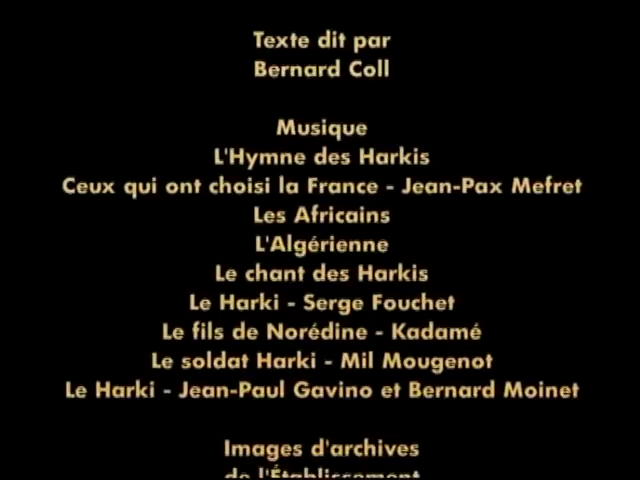 Texte dit par
Bernard Coll
Musique
L'Hymne des Harkis
Ceux qui ont choisi la France - Jean-Pax Mefret
Les Africains
L'Algérienne
Le chant des Harkis
Le Harki - Serge Fouchet
Le fils de Norédine - Kadamé
Le soldat Harki - Mil Mougenot
Le Harki - Jean-Paul Gavino et Bernard Moinet
Images d'archives
de l'Établissement